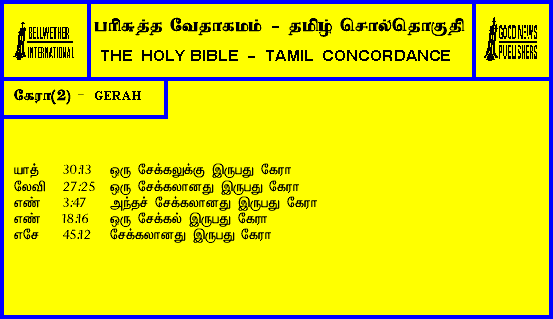 BELLWETHER
INTERNATIONAL
பரிசுத்த வேதாகமம் - தமிழ் சொல்தொகுதி
THE HOLY BIBLE - TAMIL CONCORDANCE
GOOD NEWS
PUBLISHERS
கேரா(2) - GERAH
யாத் 30:13 ஒரு சேக்கலுக்கு இருபது கேரா
லேவி 27:25 ஒரு சேக்கலானது இருபது கேரா
எண் 3:47 அந்தச் சேக்கலானது இருபது கேரா
எண் 18:16 ஒரு சேக்கல் இருபது கேரா
எசே 45:12 சேக்கலானது இருபது கேரா